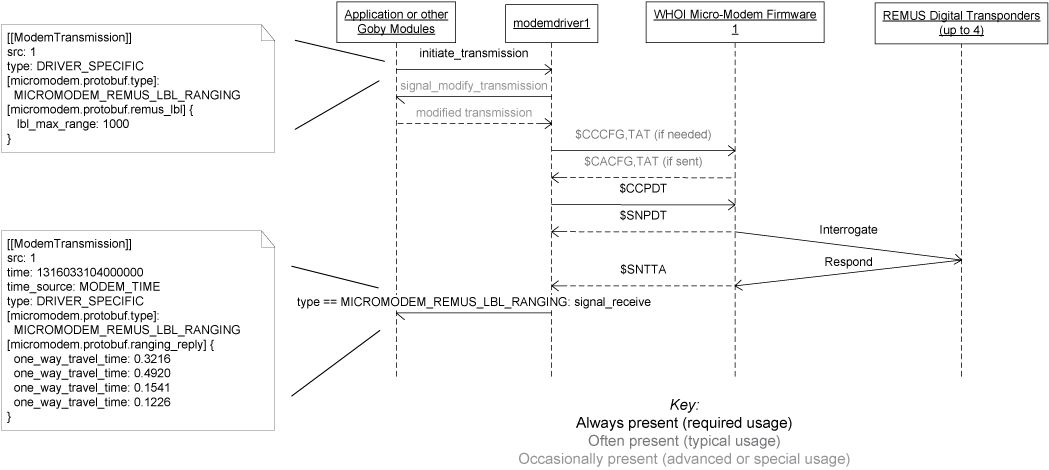 Application or other
Goby Modules
modemdriver1
WHOI Micro-Modem Firmware
1
REMUS Digital Transponders
(up to 4)
[[ModemTransmission]]
src: 1
type: DRIVER_SPECIFIC
[micromodem.protobuf.type]:
MICROMODEM_REMUS_LBL_RANGING
[micromodem.protobuf.remus_lbl] {
lbl_max_range: 1000
}
initiate_transmission
signal_modify_transmission
modified transmission
$CCCFG,TAT (if needed)
$CACFG,TAT (if sent)
$CCPDT
$SNPDT
Interrogate
Respond
$SNTTA
type == MICROMODEM_REMUS_LBL_RANGING: signal_receive
[[ModemTransmission]]
src: 1
time: 1316033104000000
time_source: MODEM_TIME
type: DRIVER_SPECIFIC
[micromodem.protobuf.type]:
MICROMODEM_REMUS_LBL_RANGING
[micromodem.protobuf.ranging_reply] {
one_way_travel_time: 0.3216
one_way_travel_time: 0.4920
one_way_travel_time: 0.1541
one_way_travel_time: 0.1226
}
Key:
Always present (required usage)
Often present (typical usage)
Occasionally present (advanced or special usage)